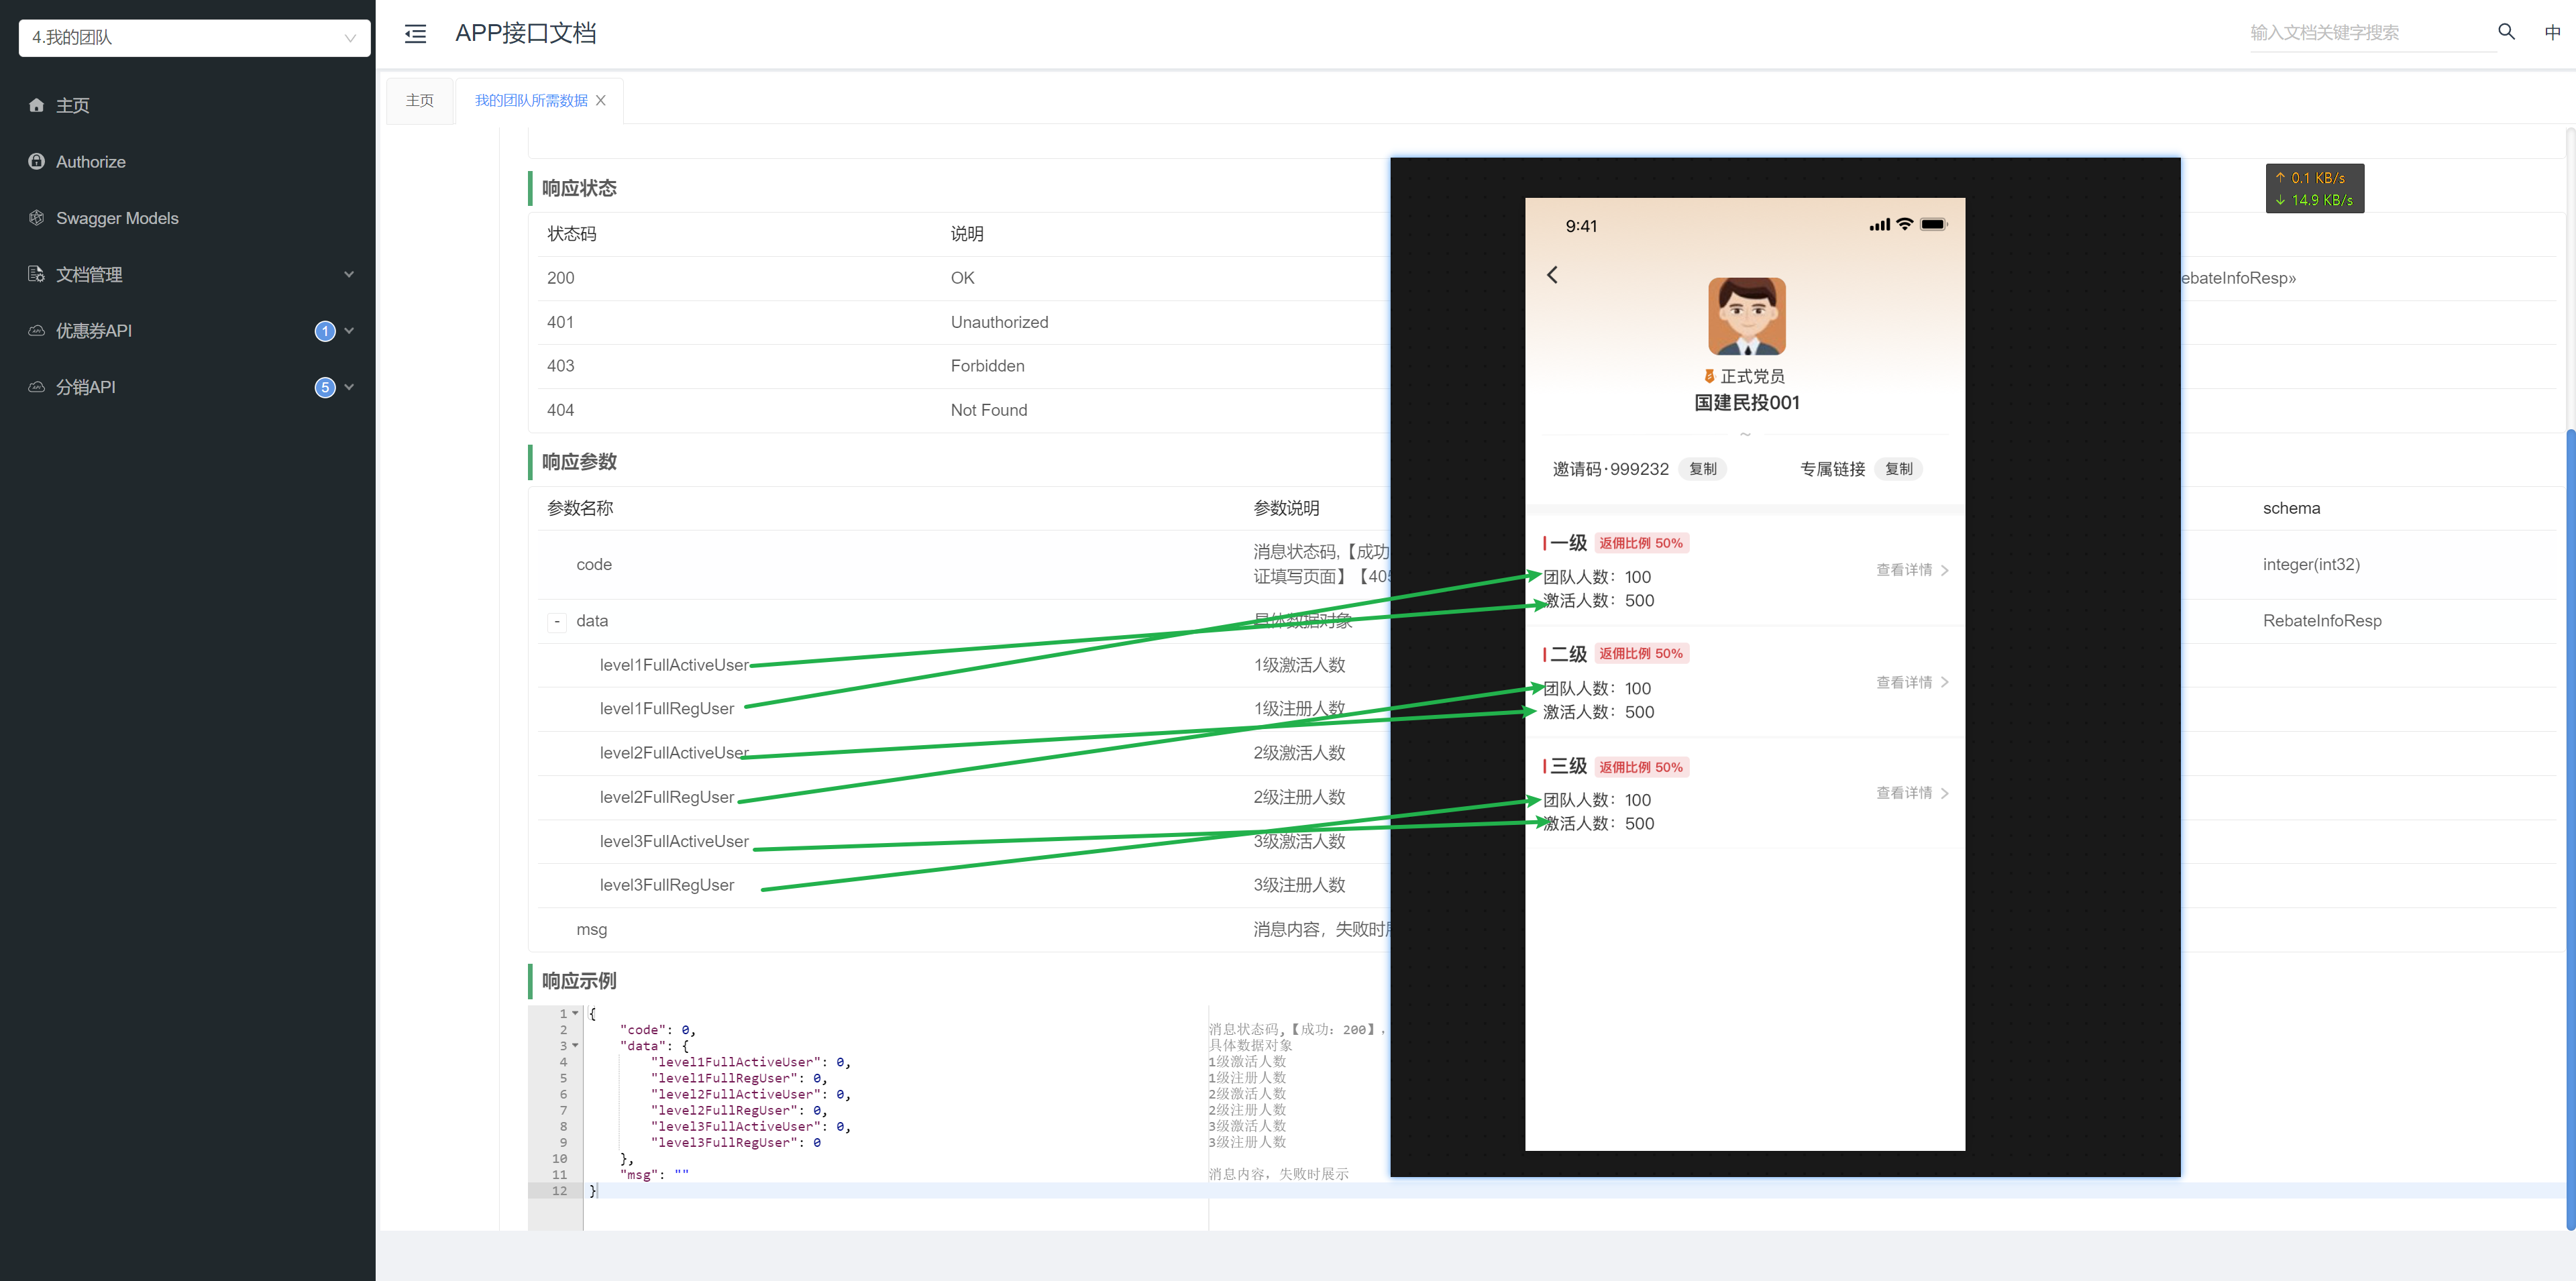 4.我的团队
主页
Authorize
Swagger Models
文档管理
优惠券API
1
分销API
5
APP接口文档
输入文档关键字搜索
中
主页
我的团队所需数据
0.1 KB/s
14.9 KB/s
响应状态
状态码
说明
200
OK
ebateInfoResp»
401
Unauthorized
403
Forbidden
404
Not Found
响应参数
参数名称
参数说明
schema
code
消息状态码,【成功
证填写页面】【405
integer(int32)
- data
具体数据对象
RebateInfoResp
level1FullActiveUser
1级激活人数
level1FullRegUser
1级注册人数
level2FullActiveUser
2级激活人数
level2FullRegUser
2级注册人数
level3FullActiveUser
3级激活人数
level3FullRegUser
3级注册人数
msg
消息内容，失败时
响应示例
1 {
2 "code": 0,
消息状态码,【成功: 200】,
3 "data": {
具体数据对象
4 "level1FullActiveUser": 0,
1级激活人数
5 "level1FullRegUser": 0,
1级注册人数
6 "level2FullActiveUser": 0,
2级激活人数
7 "level2FullRegUser": 0,
2级注册人数
8 "level3FullActiveUser": 0,
3级激活人数
9 "level3FullRegUser": 0
3级注册人数
10 },
11 "msg": ""
消息内容，失败时展示
12 }
9:41
正式党员
国建民投001
邀请码·999232 复制
专属链接 复制
一级 返佣比例 50%
团队人数：100
激活人数：500
查看详情
二级 返佣比例 50%
团队人数：100
激活人数：500
查看详情
三级 返佣比例 50%
团队人数：100
激活人数：500
查看详情